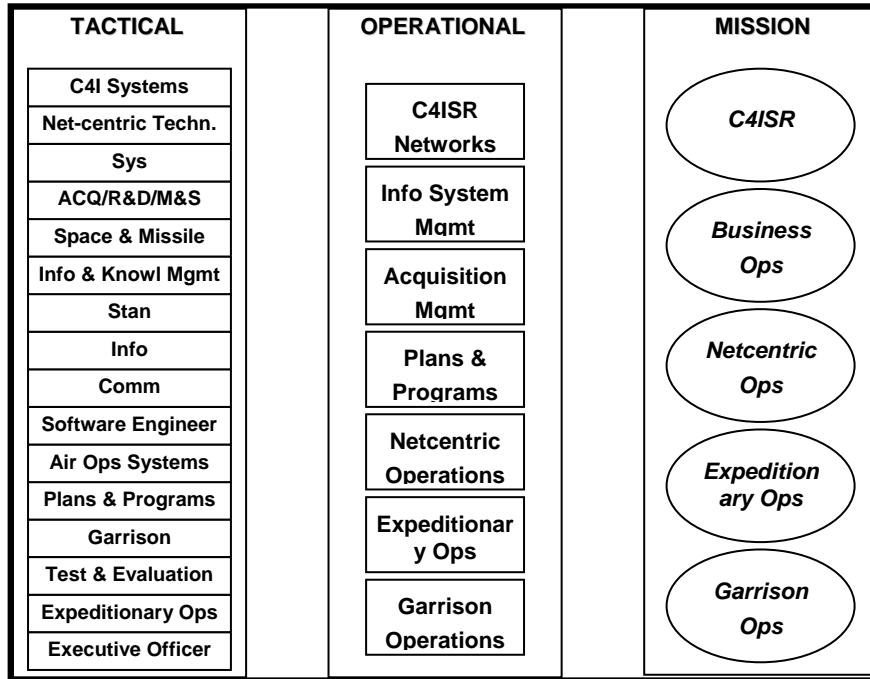 TACTICAL
C4I Systems
Net-centric Techn.
Sys
ACQ/R&D/M&S
Space & Missile
Info & Knowl Mgmt
Stan
Info
Comm
Software Engineer
Air Ops Systems
Plans & Programs
Garrison
Test & Evaluation
Expeditionary Ops
Executive Officer
OPERATIONAL
C4ISR
Networks
Info System
Mgmt
Acquisition
Mgmt
Plans &
Programs
Netcentric
Operations
Expeditionar
y Ops
Garrison
Operations
MISSION
C4ISR
Business
Ops
Netcentric
Ops
Expedition
ary Ops
Garrison
Ops